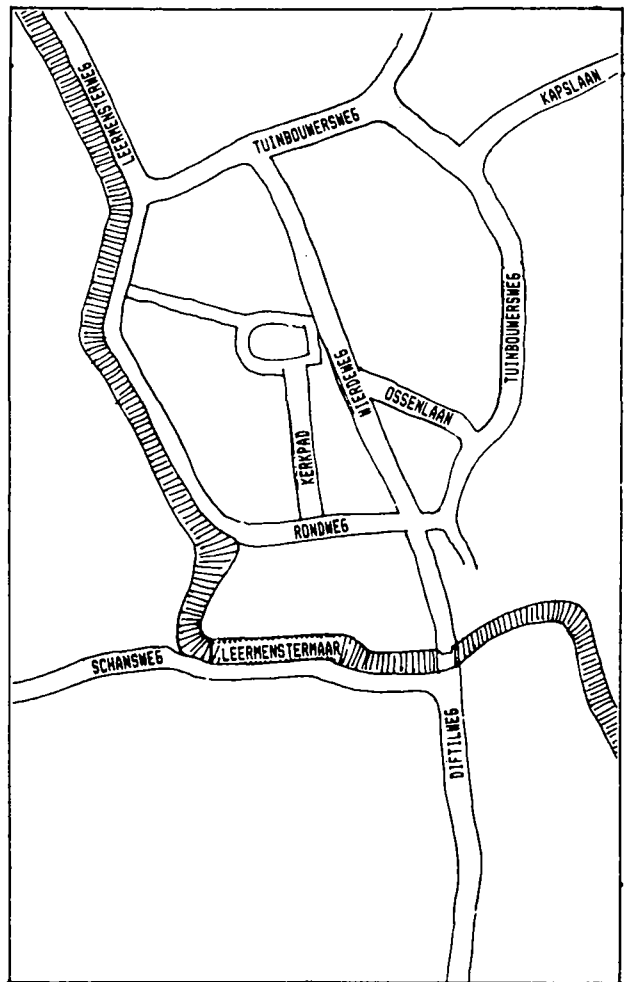 LEERMENSTERWEG
TUINBOUWERSWEG
KAPSLAAN
TUINBOUWERSWEG
WIERDEWEG
OSSENLAAN
KERKPAD
RONDWEG
SCHANSWEG
LEERMENSTERMAAR
DIFTILWEG